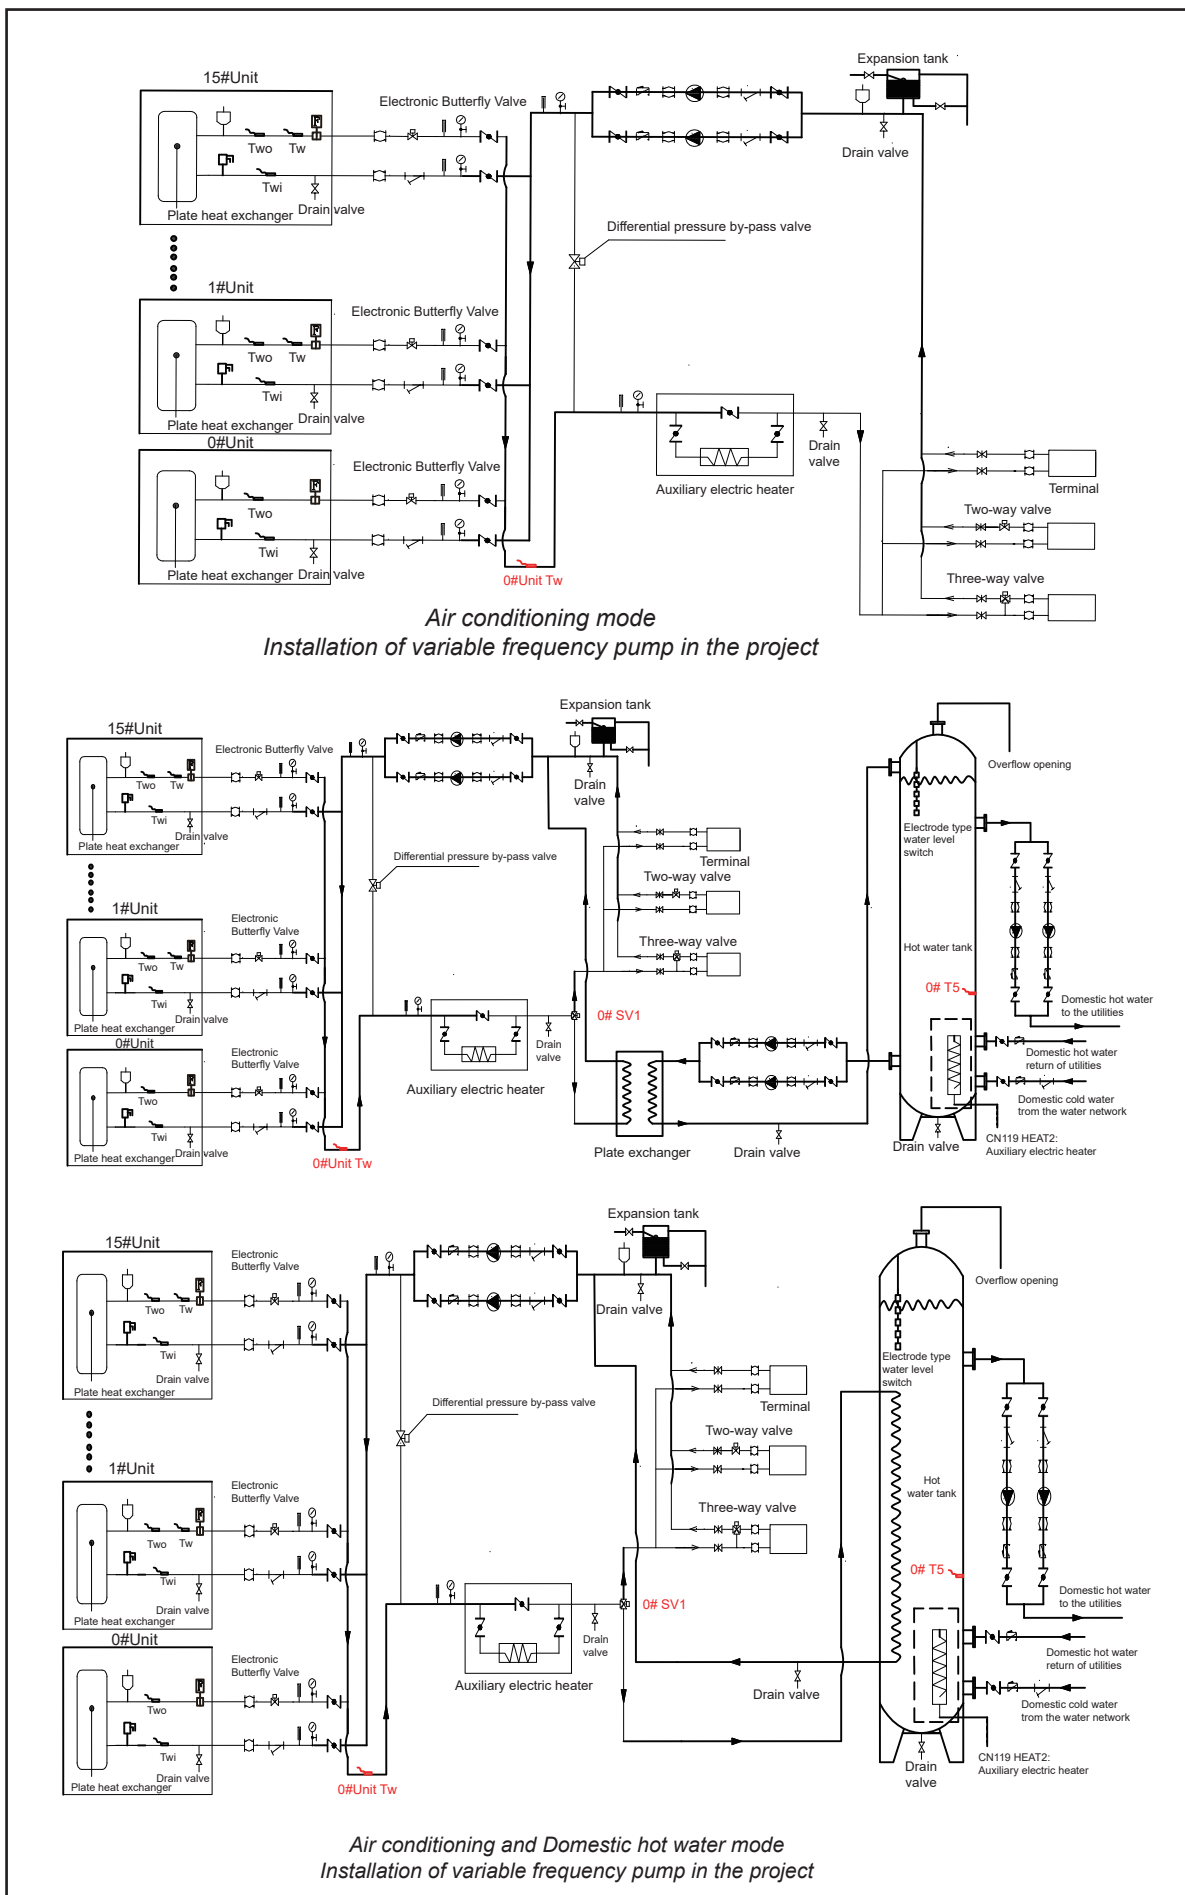 15#Unit
Electronic Butterfly Valve
Expansion tank
Two
Tw
Twi
Drain valve
Plate heat exchanger
Drain valve
Differential pressure by-pass valve
1#Unit
Electronic Butterfly Valve
Two
Tw
Twi
Drain valve
Plate heat exchanger
0#Unit
Electronic Butterfly Valve
Two
Twi
Drain valve
Plate heat exchanger
0#Unit Tw
Drain
valve
Auxiliary electric heater
Terminal
Two-way valve
Three-way valve
Air conditioning mode
Installation of variable frequency pump in the project
15#Unit
Electronic Butterfly Valve
Expansion tank
Two
Tw
Twi
Drain valve
Plate heat exchanger
Drain
valve
Differential pressure by-pass valve
Terminal
Two-way valve
Three-way valve
1#Unit
Electronic
Butterfly Valve
Two
Tw
Twi
Drain valve
Plate heat exchanger
0#Unit
Electronic
Butterfly Valve
Two
Twi
Drain valve
Plate heat exchanger
0#Unit Tw
Drain
valve
Auxiliary electric heater
0# SV1
Plate exchanger
Drain valve
Overflow opening
Electrode type
water level
switch
Hot water tank
0# T5
Domestic hot water
to the utilities
Domestic hot water
return of utilities
Domestic cold water
trom the water network
CN119 HEAT2:
Auxiliary electric heater
Drain valve
15#Unit
Electronic
Butterfly Valve
Expansion tank
Two
Tw
Twi
Drain valve
Plate heat exchanger
Drain valve
Differential pressure by-pass valve
Terminal
Two-way valve
Three-way valve
1#Unit
Electronic
Butterfly Valve
Two
Tw
Twi
Drain valve
Plate heat exchanger
0#Unit
Electronic
Butterfly Valve
Two
Twi
Drain valve
Plate heat exchanger
0#Unit Tw
Drain
valve
Auxiliary electric heater
0# SV1
Drain valve
Overflow opening
Electrode type
water level
switch
Hot
water tank
0# T5
Domestic hot water
to the utilities
Domestic hot water
return of utilities
Domestic cold water
trom the water network
CN119 HEAT2:
Auxiliary electric heater
Drain
valve
Air conditioning and Domestic hot water mode
Installation of variable frequency pump in the project